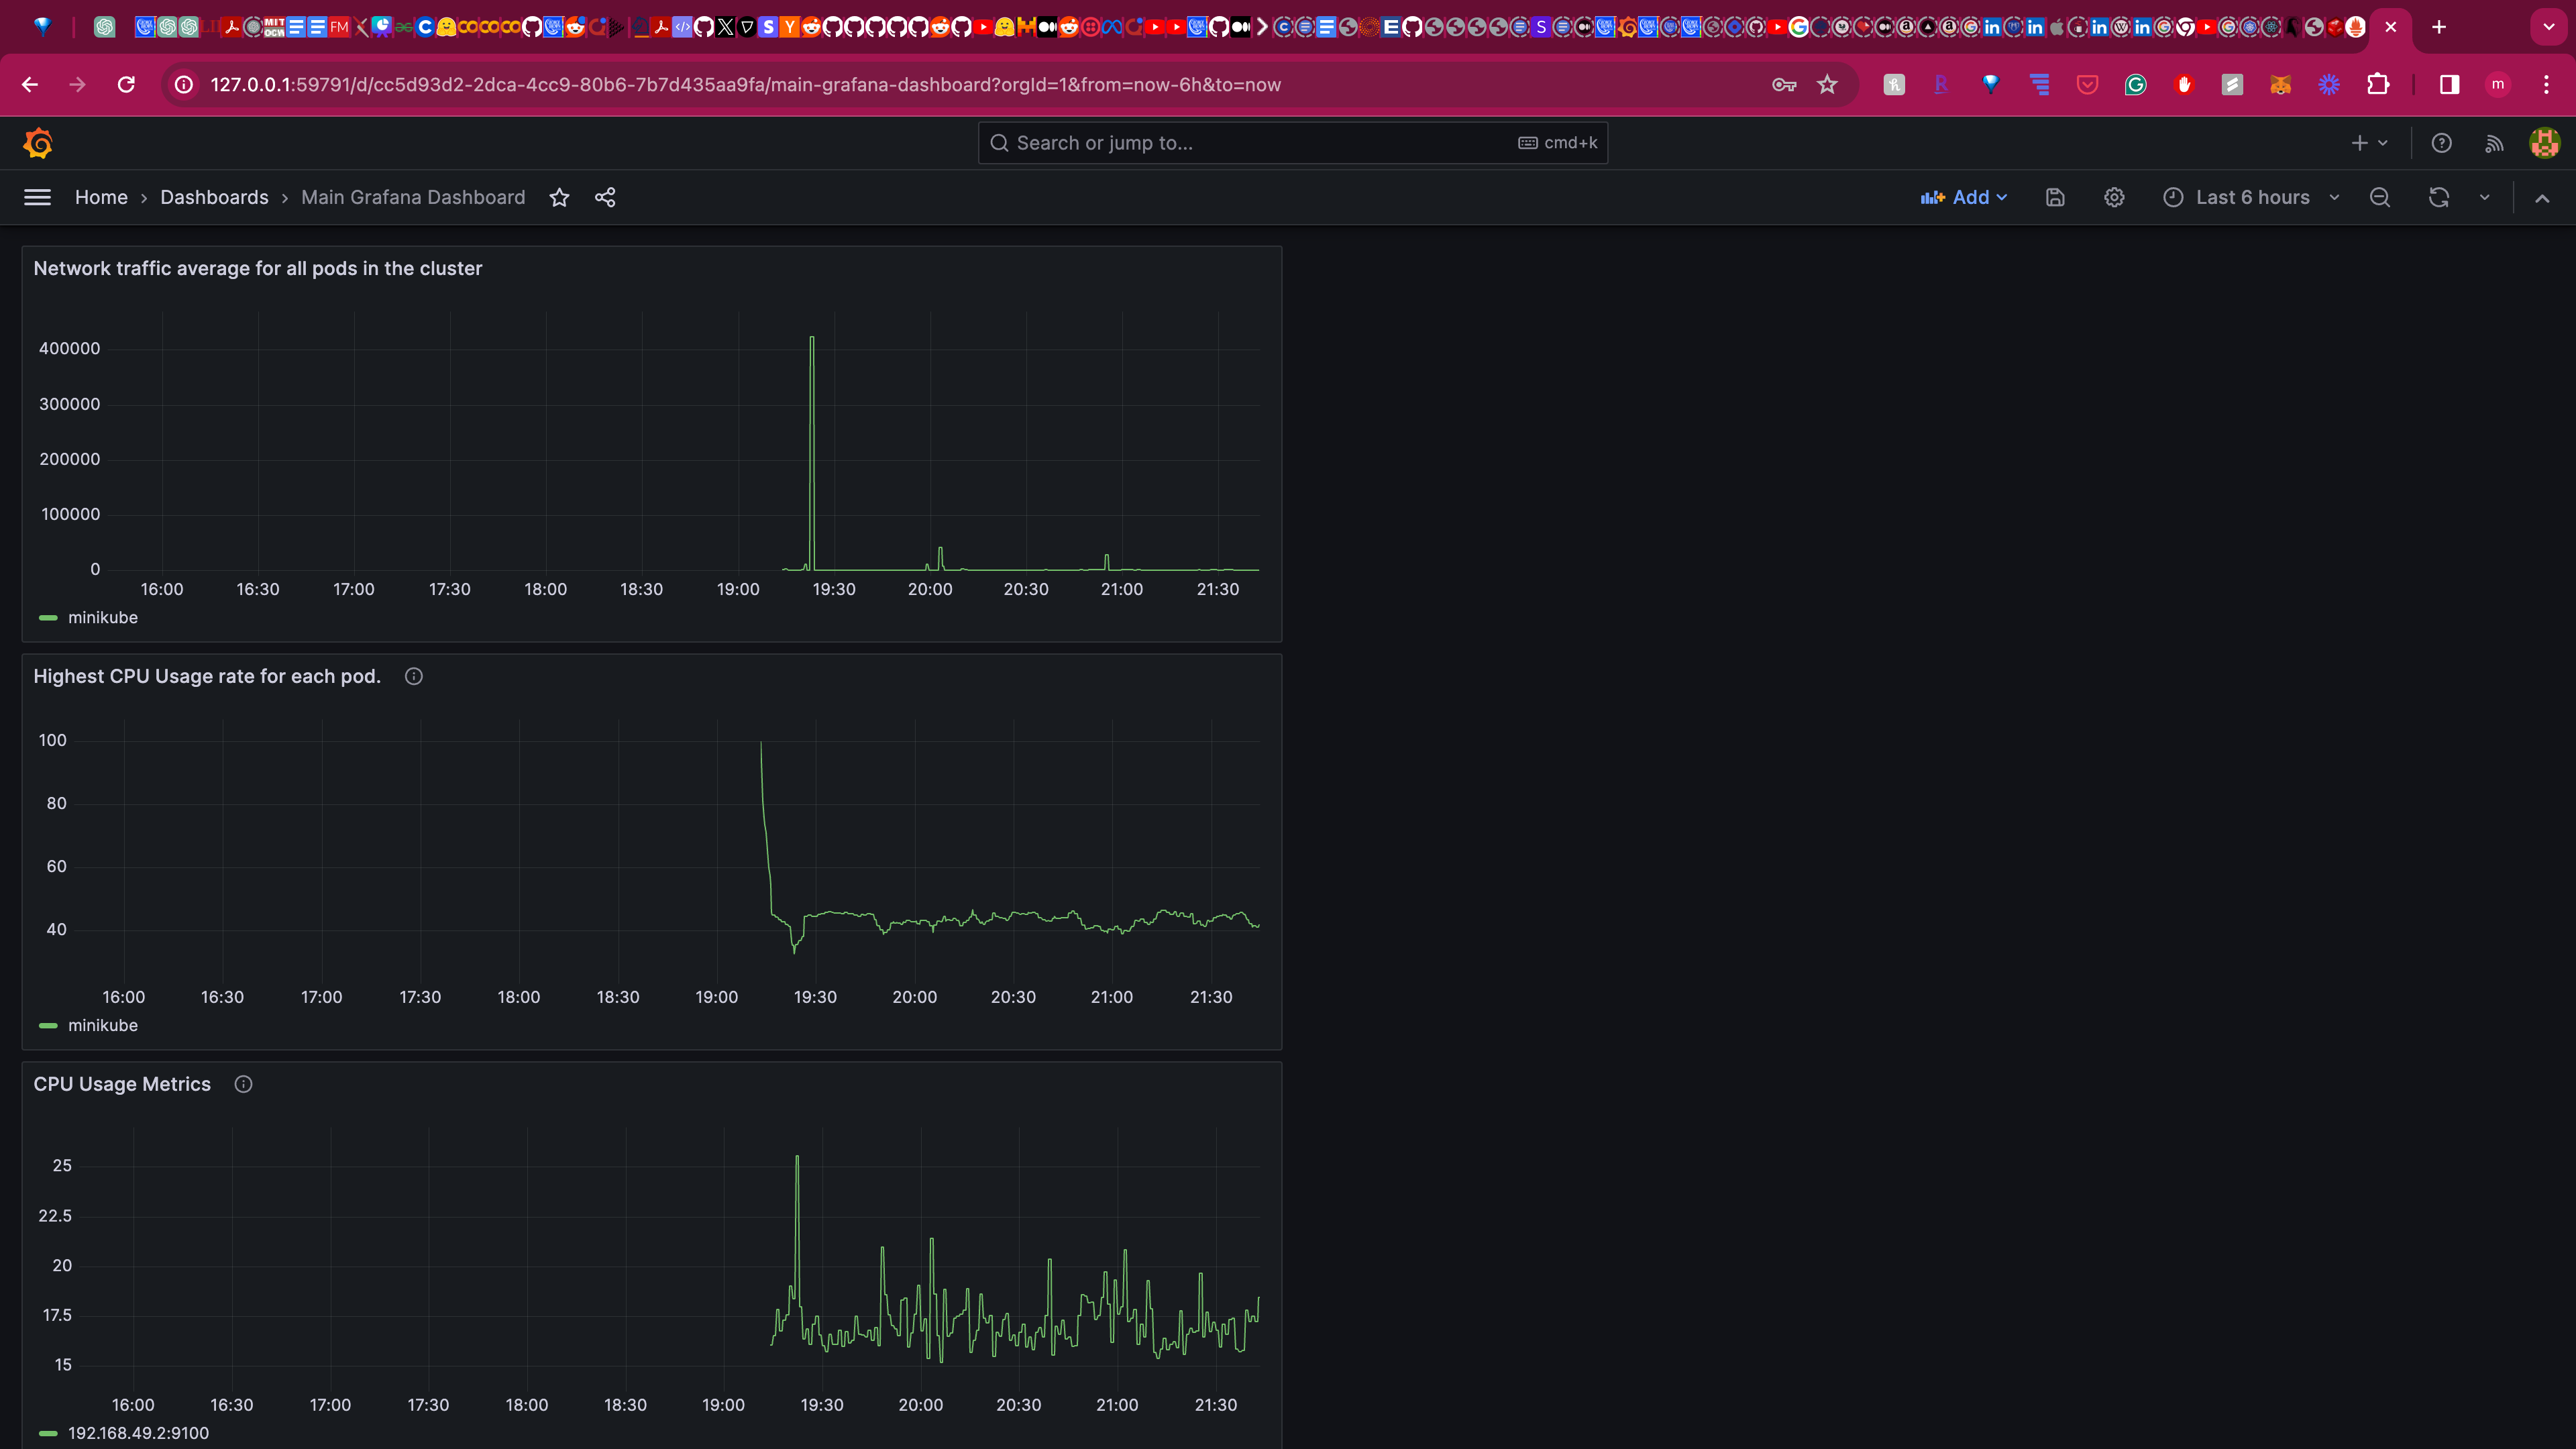 127.0.0.1:59791/d/cc5d93d2-2dca-4cc9-80b6-7b7d435aa9fa/main-grafana-dashboard?orgId=1&from=now-6h&to=now
m
Search or jump to...
cmd+k
Home › Dashboards › Main Grafana Dashboard
Add
Last 6 hours
Network traffic average for all pods in the cluster
400000
300000
200000
100000
0
16:00 16:30 17:00 17:30 18:00 18:30 19:00 19:30 20:00 20:30 21:00 21:30
minikube
Highest CPU Usage rate for each pod.
100
80
60
40
16:00 16:30 17:00 17:30 18:00 18:30 19:00 19:30 20:00 20:30 21:00 21:30
minikube
CPU Usage Metrics
25
22.5
20
17.5
15
16:00 16:30 17:00 17:30 18:00 18:30 19:00 19:30 20:00 20:30 21:00 21:30
192.168.49.2:9100